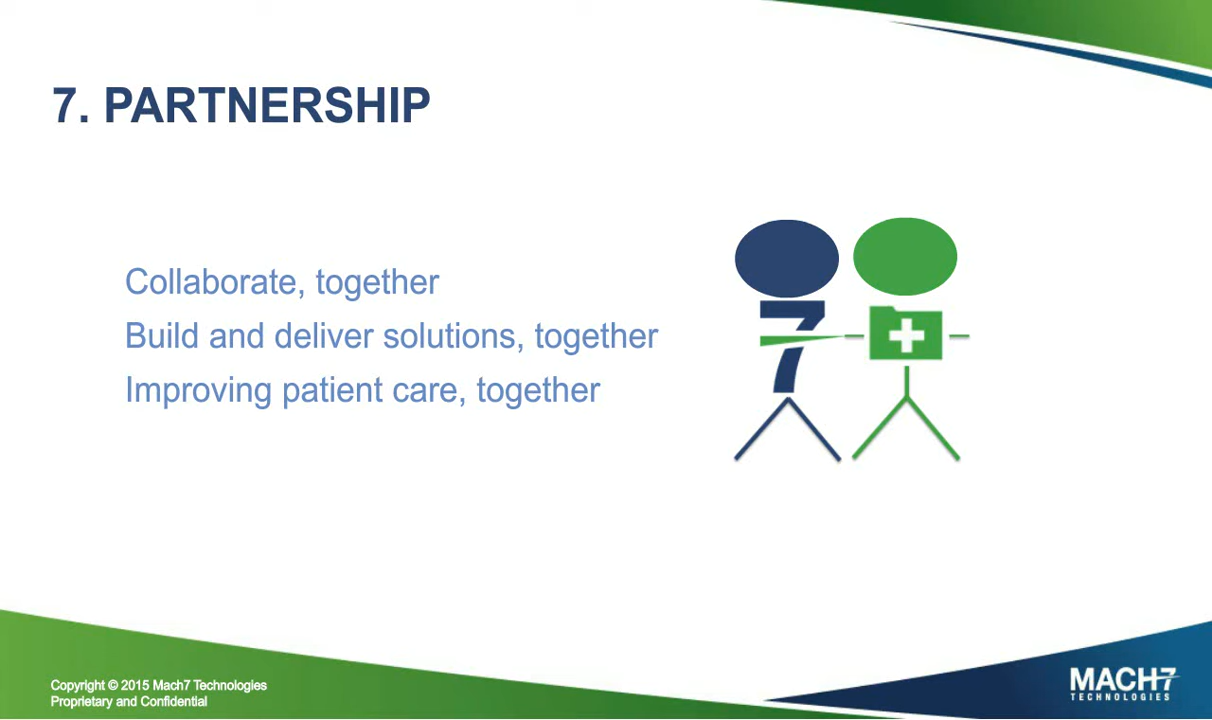 7. PARTNERSHIP
Collaborate, together
Build and deliver solutions, together
Improving patient care, together
7
Copyright © 2015 Mach7 Technologies
Proprietary and Confidential
MACH7
TECHNOLOGIES